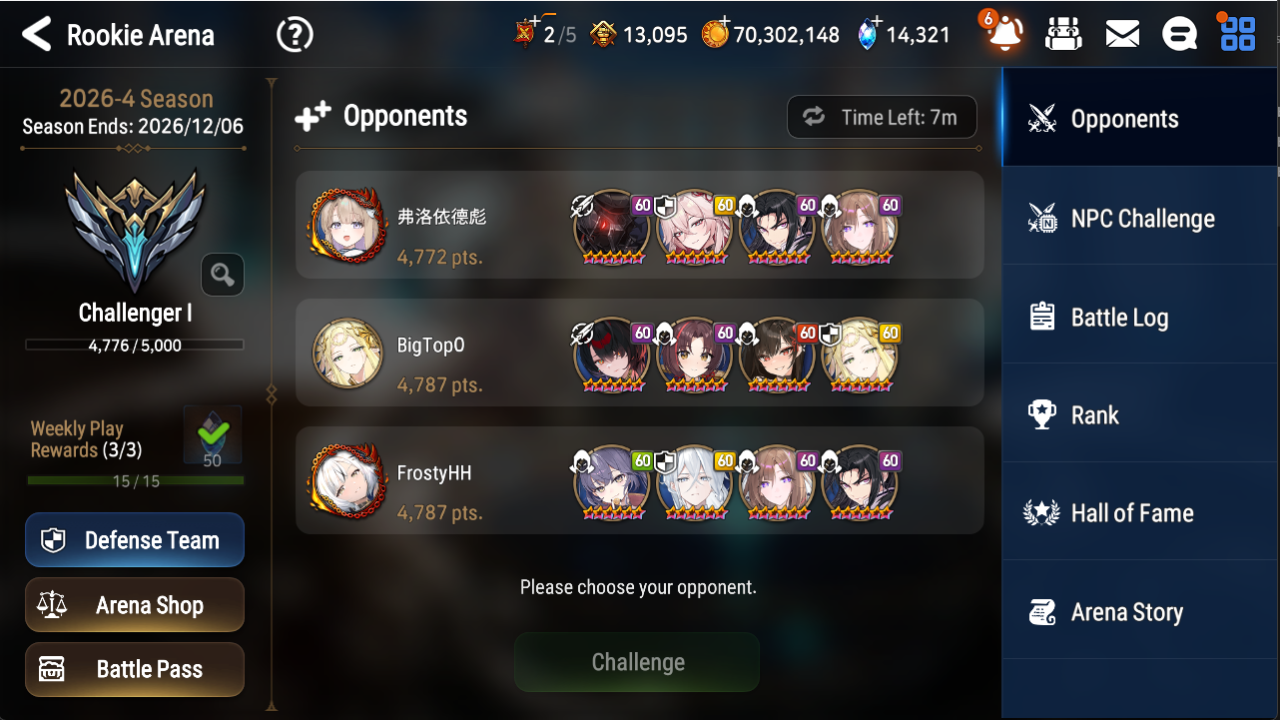 Rookie Arena
?
2/5
13,095
70,302,148
14,321
6
2026-4 Season
Season Ends: 2026/12/06
Challenger I
4,776 / 5,000
Weekly Play
Rewards (3/3)
50
15 / 15
Defense Team
Arena Shop
Battle Pass
Opponents
Time Left: 7m
弗洛依德彪
4,772 pts.
60
60
60
60
BigTop0
4,787 pts.
60
60
60
60
FrostyHH
4,787 pts.
60
60
60
60
Please choose your opponent.
Challenge
Opponents
N
NPC Challenge
Battle Log
Rank
Hall of Fame
Arena Story